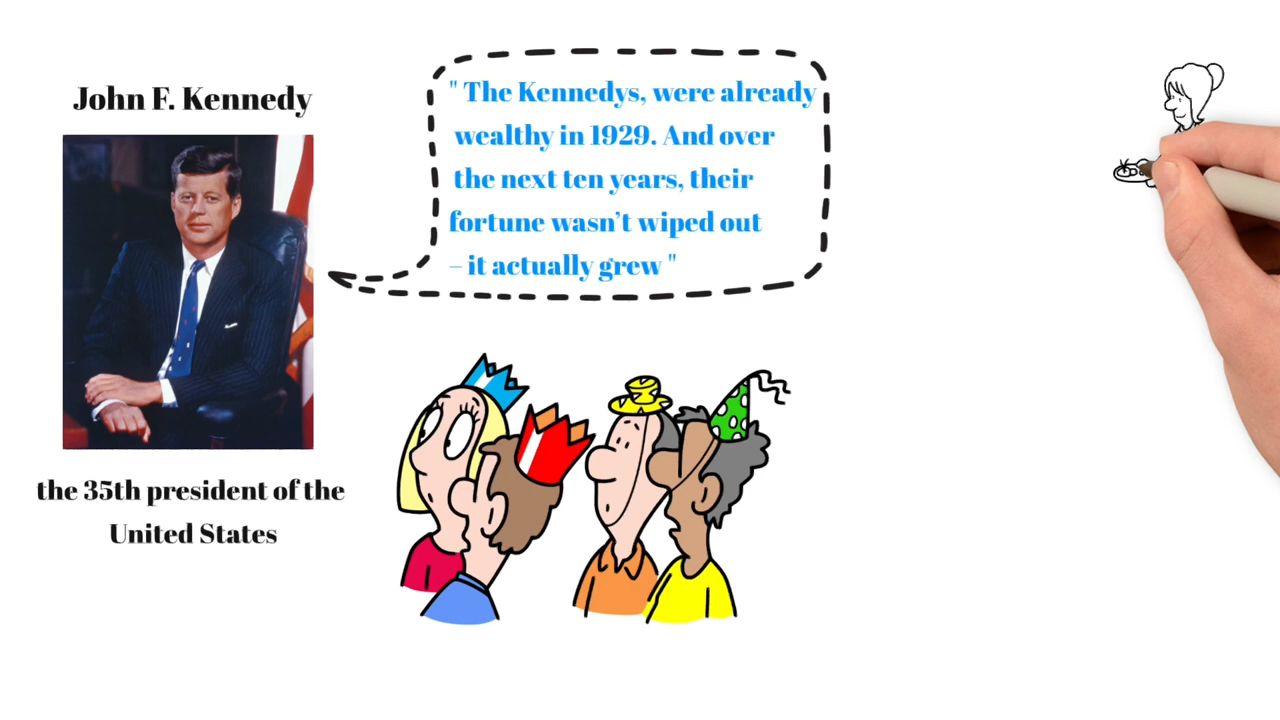 John F. Kennedy
" The Kennedys, were already
wealthy in 1929. And over
the next ten years, their
fortune wasn’t wiped out
– it actually grew "
the 35th president of the
United States